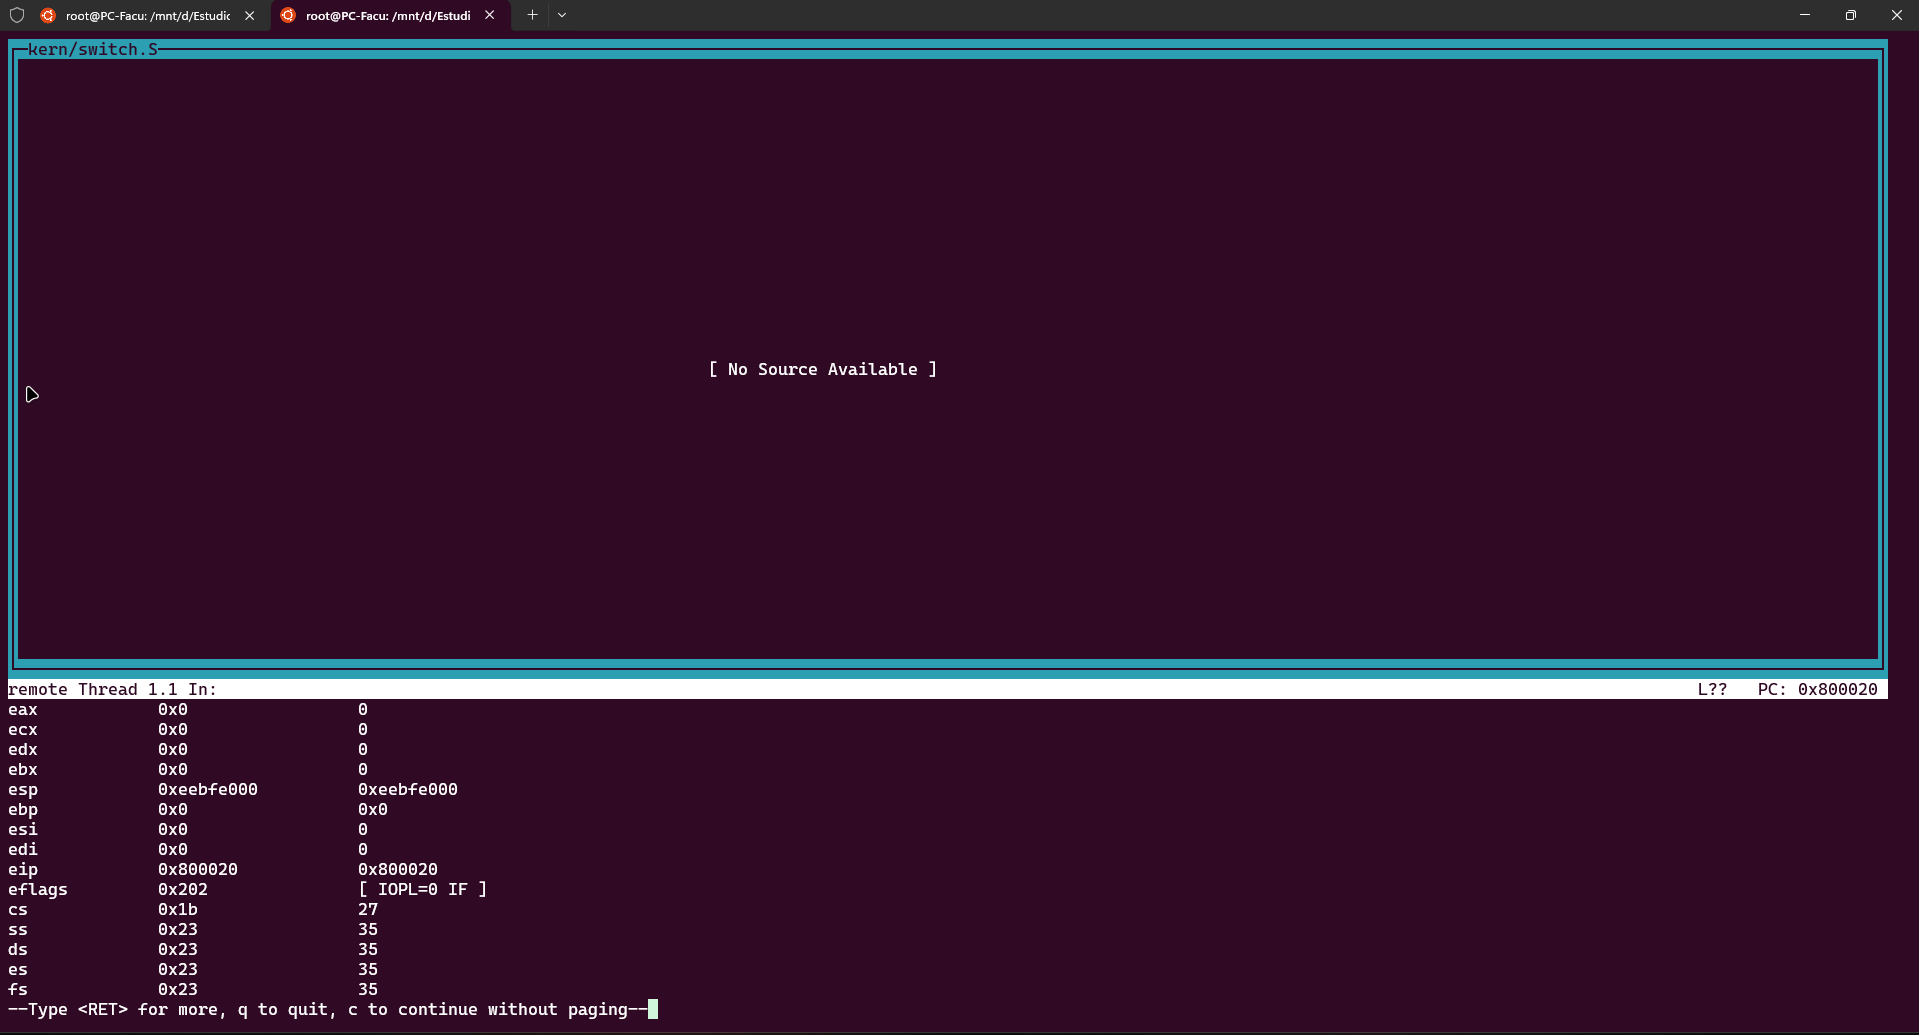 root@PC-Facu: /mnt/d/Estudic
root@PC-Facu: /mnt/d/Estudi
kern/switch.S
[ No Source Available ]
remote Thread 1.1 In: L?? PC: 0x800020
eax 0x0 0
ecx 0x0 0
edx 0x0 0
ebx 0x0 0
esp 0xeebfe000 0xeebfe000
ebp 0x0 0x0
esi 0x0 0
edi 0x0 0
eip 0x800020 0x800020
eflags 0x202 [ IOPL=0 IF ]
cs 0x1b 27
ss 0x23 35
ds 0x23 35
es 0x23 35
fs 0x23 35
--Type <RET> for more, q to quit, c to continue without paging--